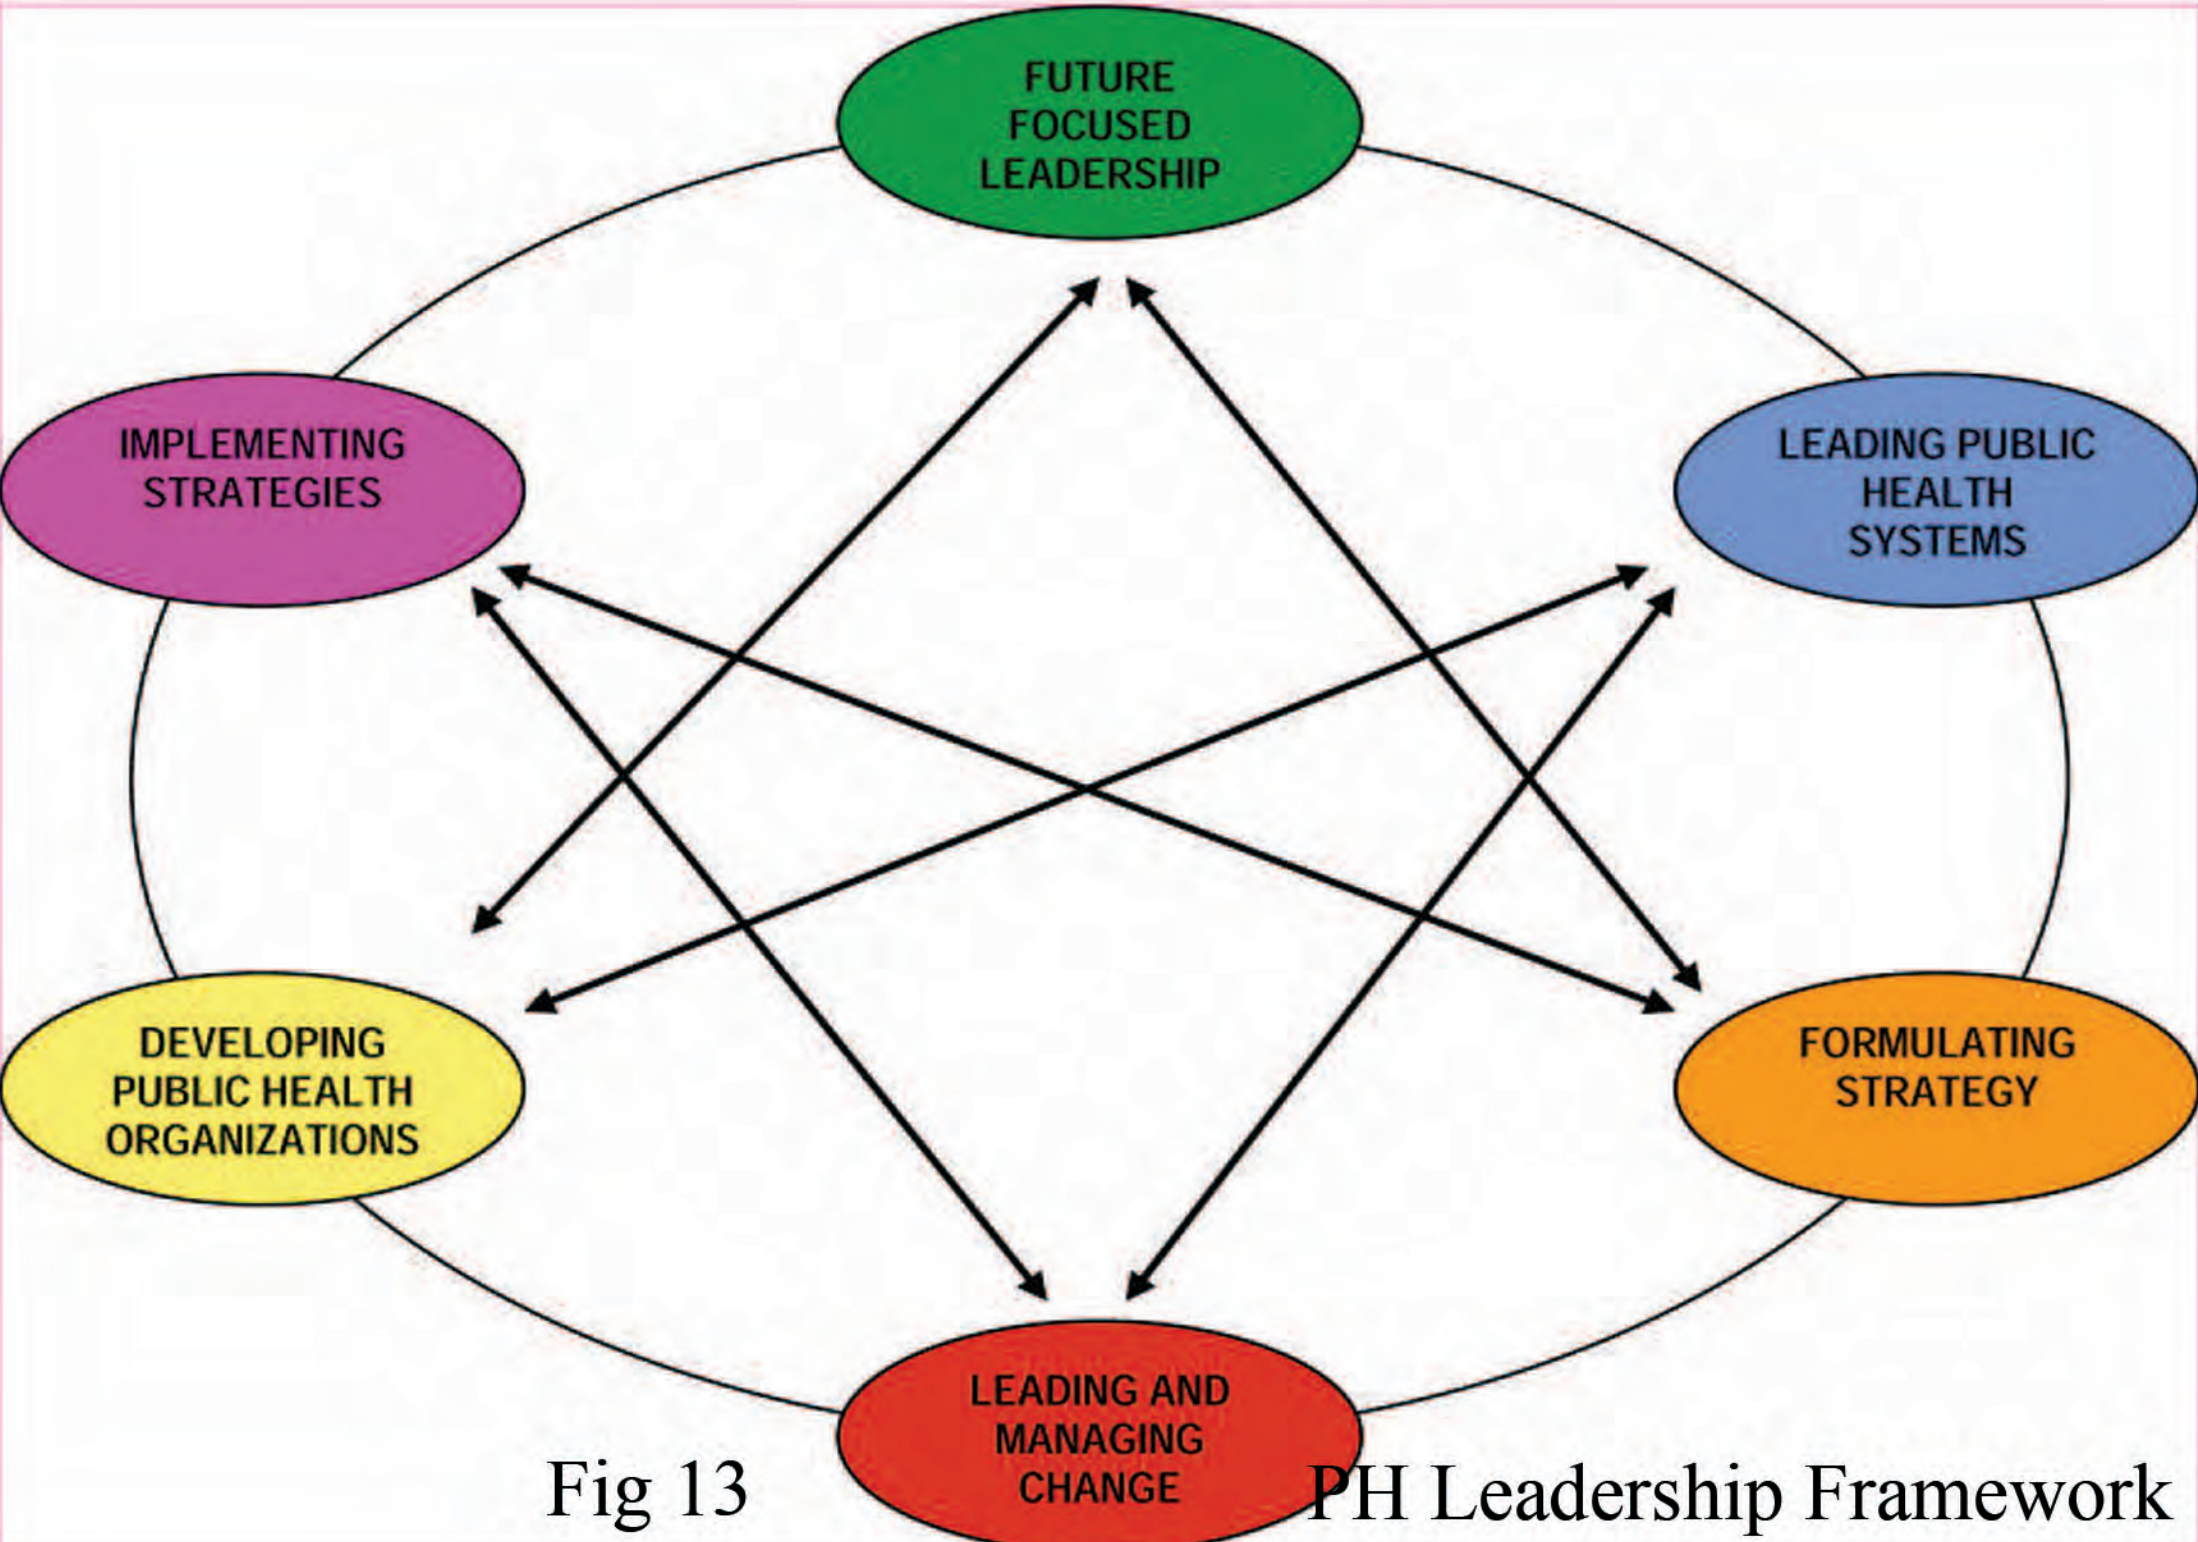 FUTURE
FOCUSED
LEADERSHIP
IMPLEMENTING
STRATEGIES
LEADING PUBLIC
HEALTH
SYSTEMS
DEVELOPING
PUBLIC HEALTH
ORGANIZATIONS
FORMULATING
STRATEGY
LEADING AND
MANAGING
CHANGE
Fig 13
PH Leadership Framework